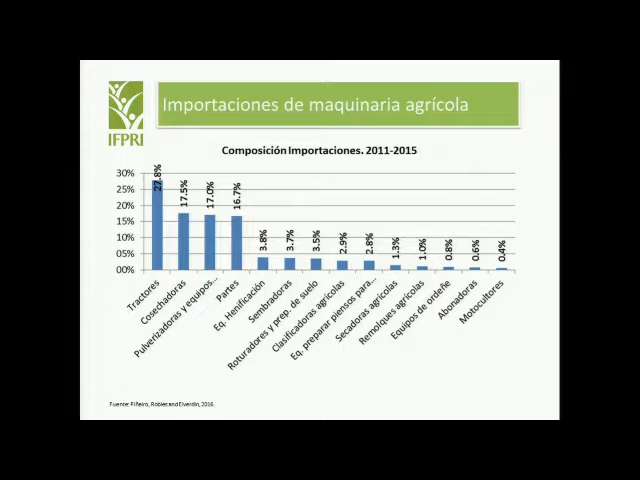 Importaciones de maquinaria agrícola
IFPRI
Composición Importaciones. 2011-2015
30%
25%
20%
15%
10%
05%
00%
27.8%
17.5%
17.0%
16.7%
3.8%
3.7%
3.5%
2.9%
2.8%
1.3%
1.0%
0.8%
0.6%
0.4%
Tractores
Cosechadoras
Pulverizadoras y equipos...
Partes
Eq. Henificación
Sembradoras
Roturadores y prep. de suelo
Clasificadoras agrícolas
Eq. preparar piensos para...
Secadoras agrícolas
Remolques agrícolas
Equipos de ordeñe
Abonadoras
Motocultores
Fuente: Piñeiro, Robles and Elverdin, 2016.